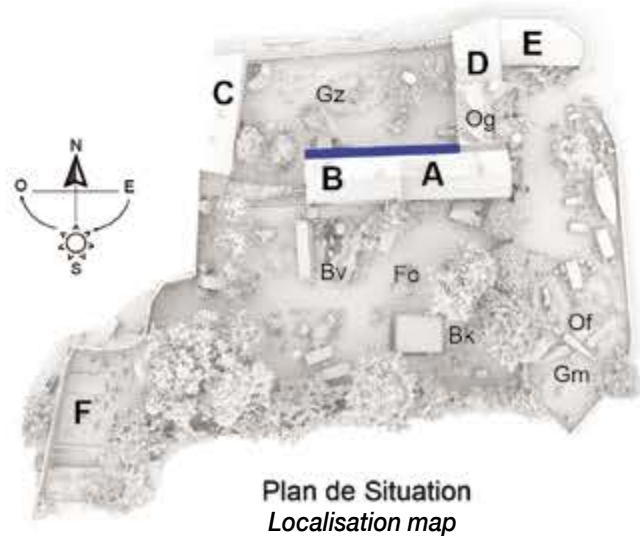 E
D
C
Gz
Og
N
O E
S
B A
Bv Fo
Bk
Of
Gm
F
Plan de Situation
Localisation map